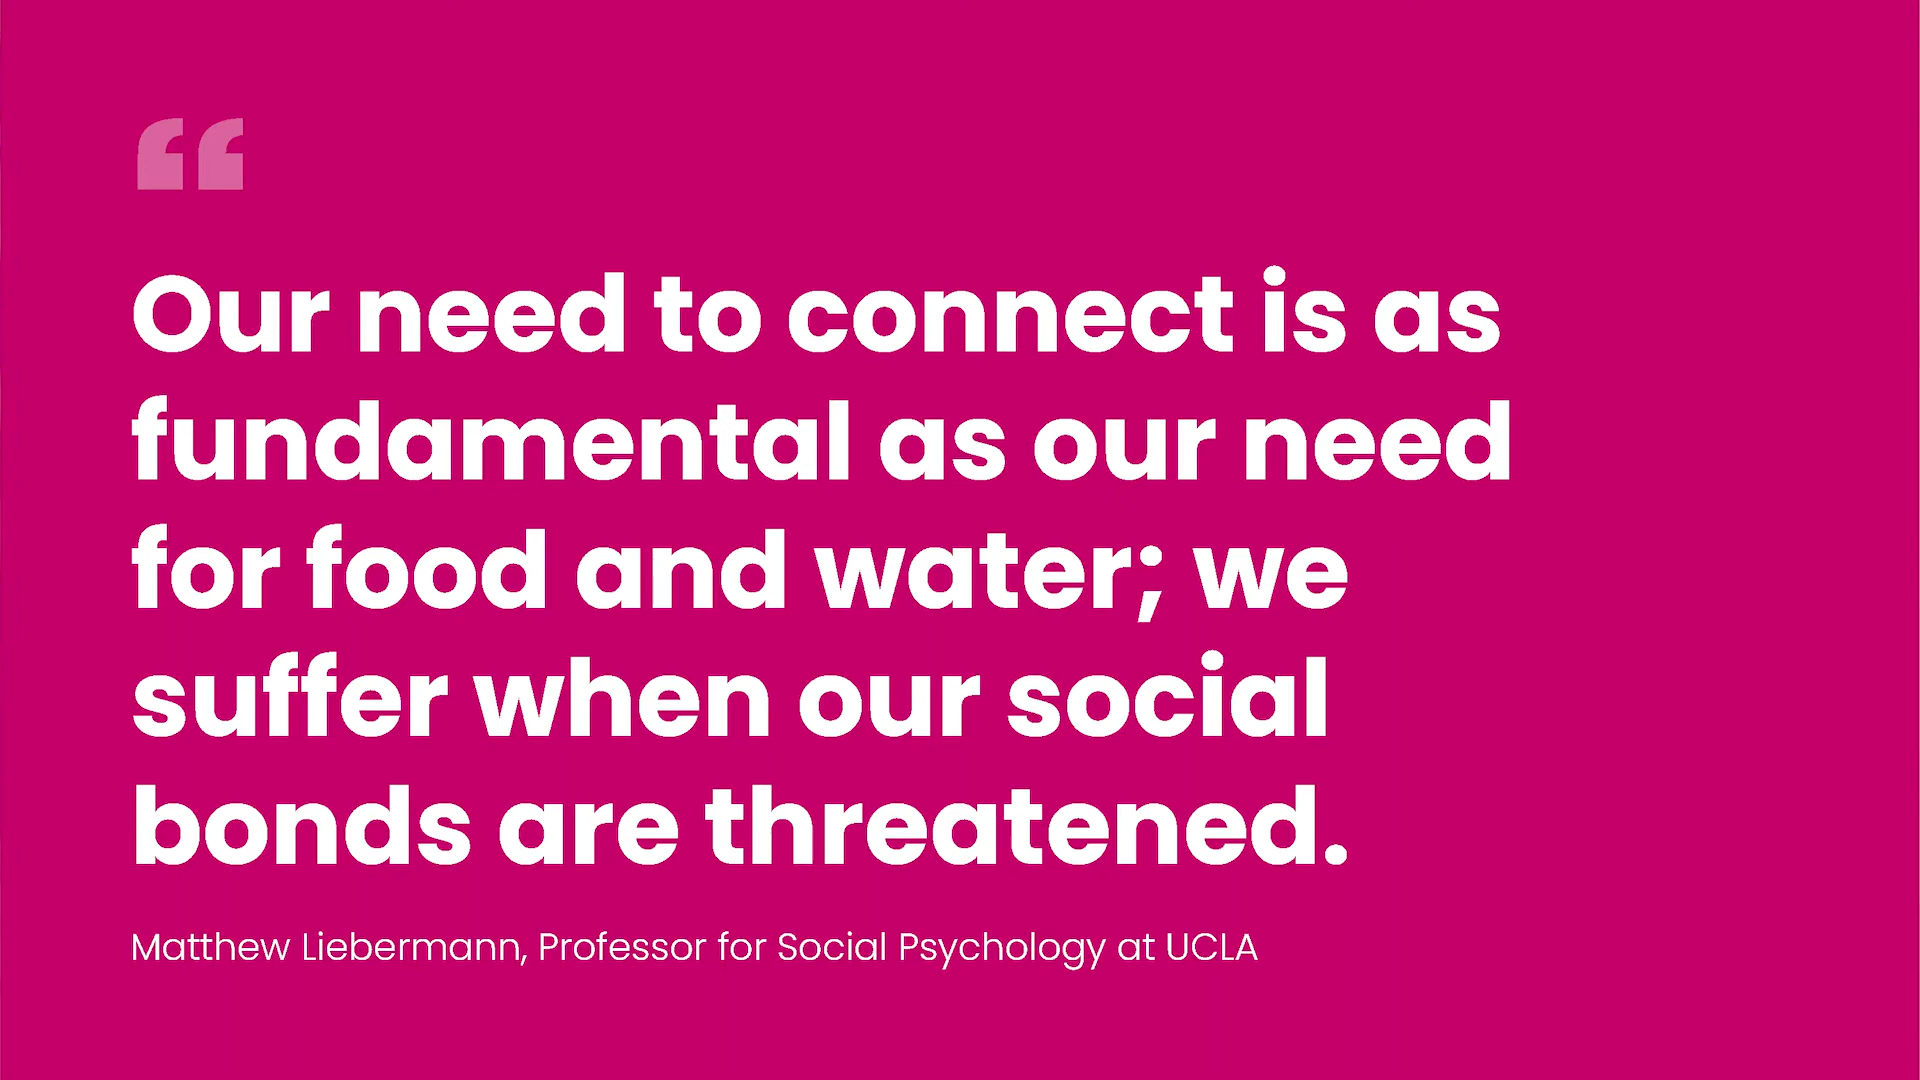 “
Our need to connect is as
fundamental as our need
for food and water; we
suffer when our social
bonds are threatened.
Matthew Liebermann, Professor for Social Psychology at UCLA